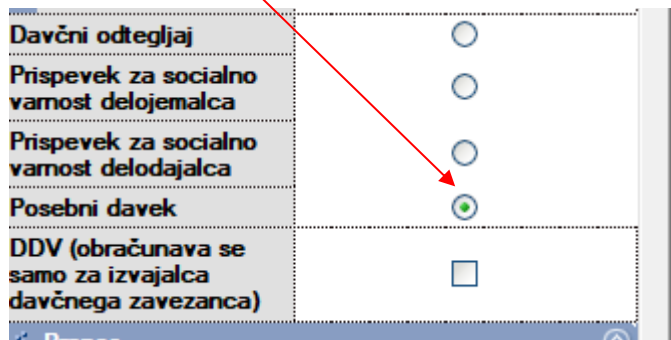 Davčni odtegljaj
Prispevek za socialno
varnost delojemalca
Prispevek za socialno
varnost delodajalca
Posebni davek
DDV (obračunava se
samo za izvajalca
davčnega zavezanca)